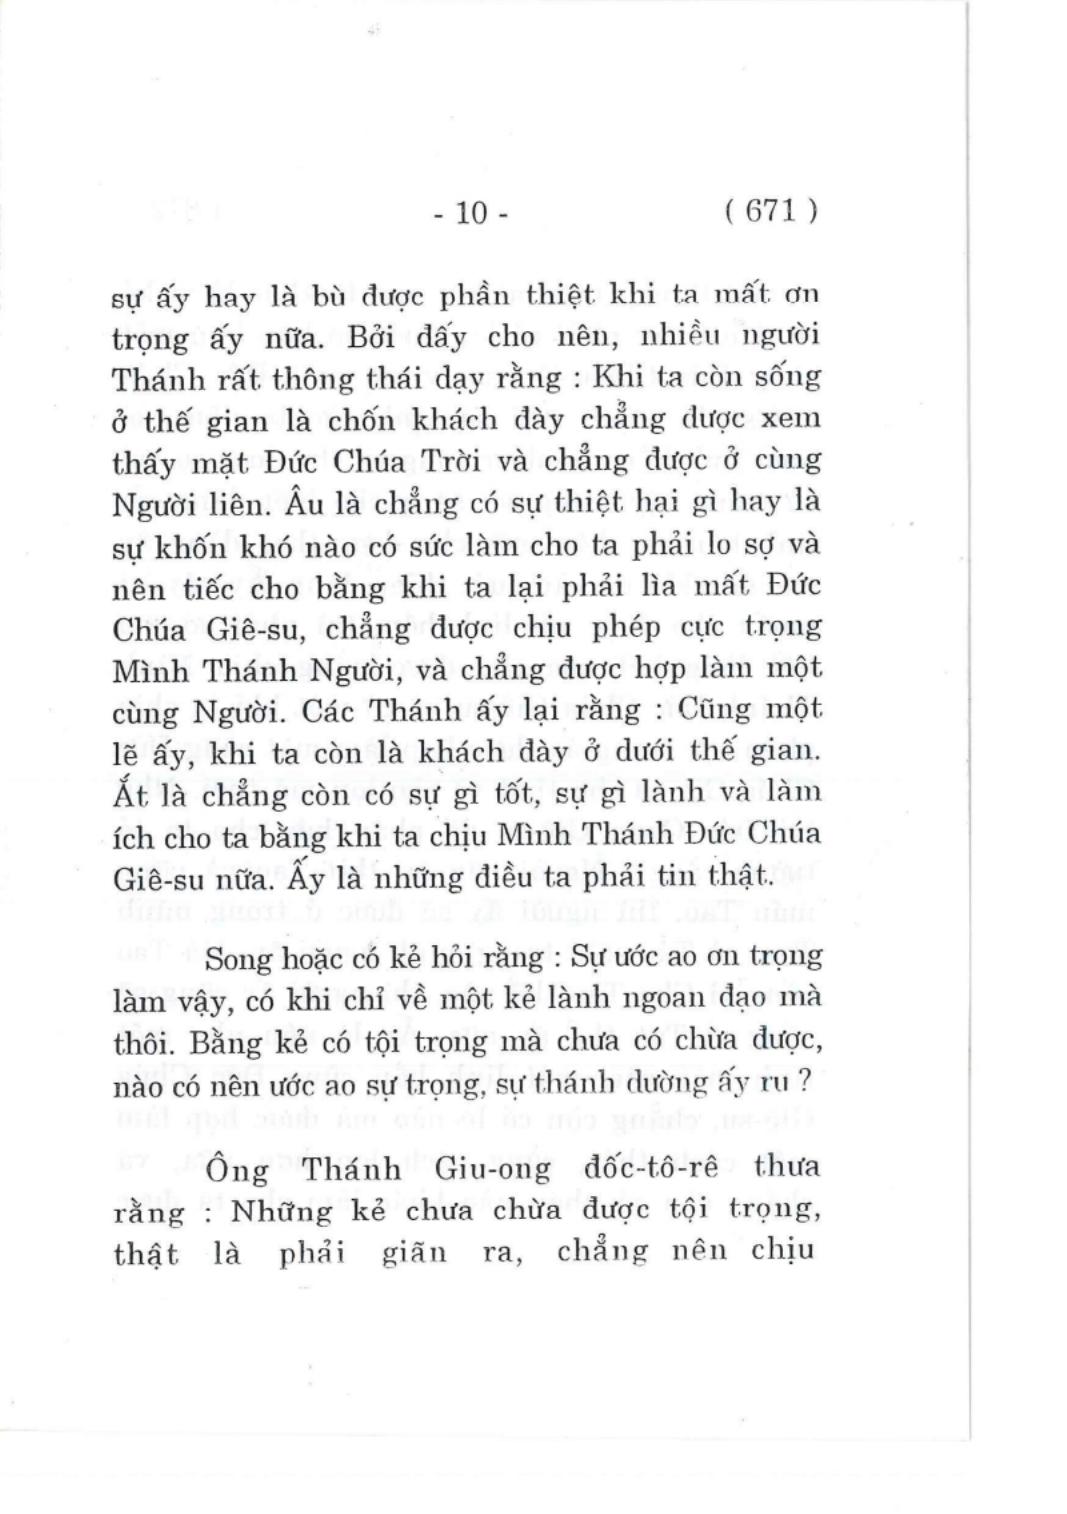 - 10 - ( 671 )
sự ấy hay là bù được phần thiệt khi ta mất ơn
trọng ấy nữa. Bởi đấy cho nên, nhiều người
Thánh rất thông thái dạy rằng : Khi ta còn sống
ở thế gian là chốn khách đày chẳng được xem
thấy mặt Đức Chúa Trời và chẳng được ở cùng
Người liên. Âu là chẳng có sự thiệt hại gì hay là
sự khốn khó nào có sức làm cho ta phải lo sợ và
nên tiếc cho bằng khi ta lại phải lìa mất Đức
Chúa Giê-su, chẳng được chịu phép cực trọng
Mình Thánh Người, và chẳng được hợp làm một
cùng Người. Các Thánh ấy lại rằng : Cũng một
lẽ ấy, khi ta còn là khách đày ở dưới thế gian.
Ắt là chẳng còn có sự gì tốt, sự gì lành và làm
ích cho ta bằng khi ta chịu Mình Thánh Đức Chúa
Giê-su nữa. Ấy là những điều ta phải tin thật.
Song hoặc có kẻ hỏi rằng : Sự ước ao ơn trọng
làm vậy, có khi chỉ về một kẻ lành ngoan đạo mà
thôi. Bằng kẻ có tội trọng mà chưa có chừa được,
nào có nên ước ao sự trọng, sự thánh dường ấy ru ?
Ông Thánh Giu-ong đốc-tô-rê thưa
rằng : Những kẻ chưa chừa được tội trọng,
thật là phải giãn ra, chẳng nên chịu